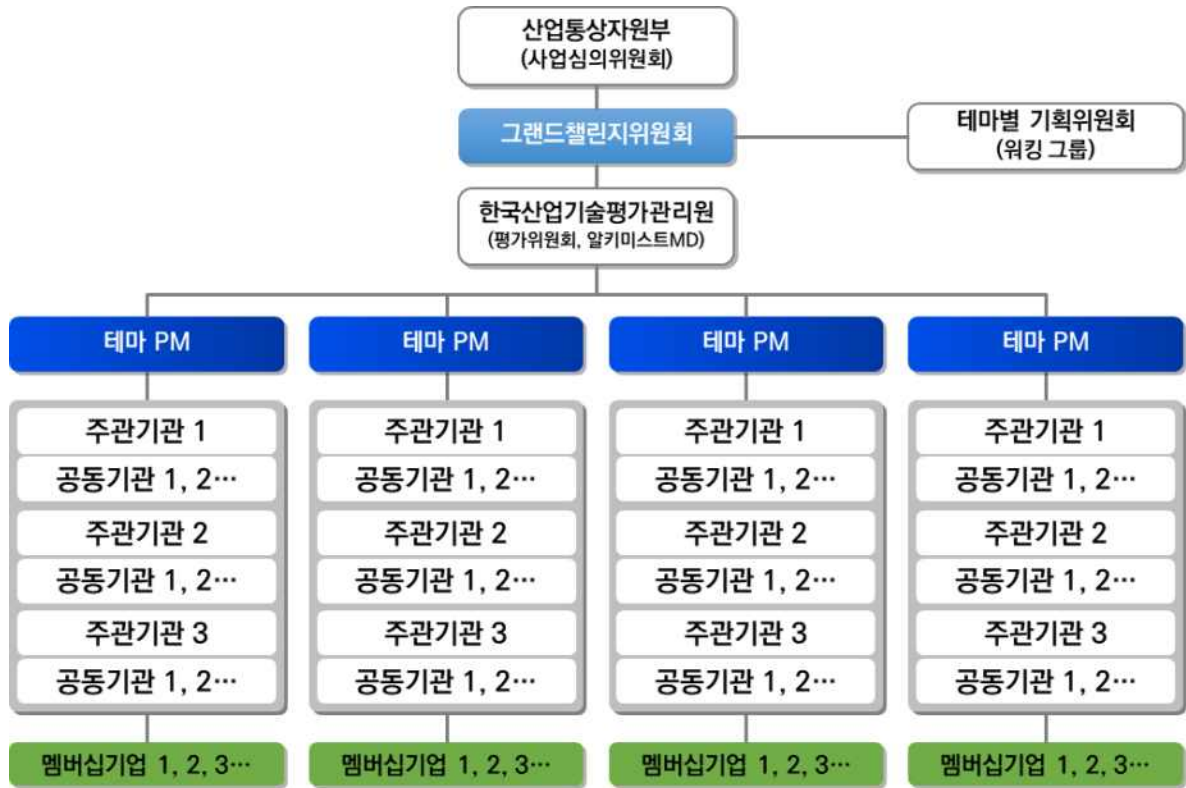 산업통상자원부
(사업심의위원회)
그랜드챌린지위원회
테마별 기획위원회
(워킹 그룹)
한국산업기술평가관리원
(평가위원회, 알키미스트MD)
테마 PM
테마 PM
테마 PM
테마 PM
주관기관 1
주관기관 1
주관기관 1
주관기관 1
공동기관 1, 2…
공동기관 1, 2…
공동기관 1, 2…
공동기관 1, 2…
주관기관 2
주관기관 2
주관기관 2
주관기관 2
공동기관 1, 2…
공동기관 1, 2…
공동기관 1, 2…
공동기관 1, 2…
주관기관 3
주관기관 3
주관기관 3
주관기관 3
공동기관 1, 2…
공동기관 1, 2…
공동기관 1, 2…
공동기관 1, 2…
멤버십기업 1, 2, 3…
멤버십기업 1, 2, 3…
멤버십기업 1, 2, 3…
멤버십기업 1, 2, 3…